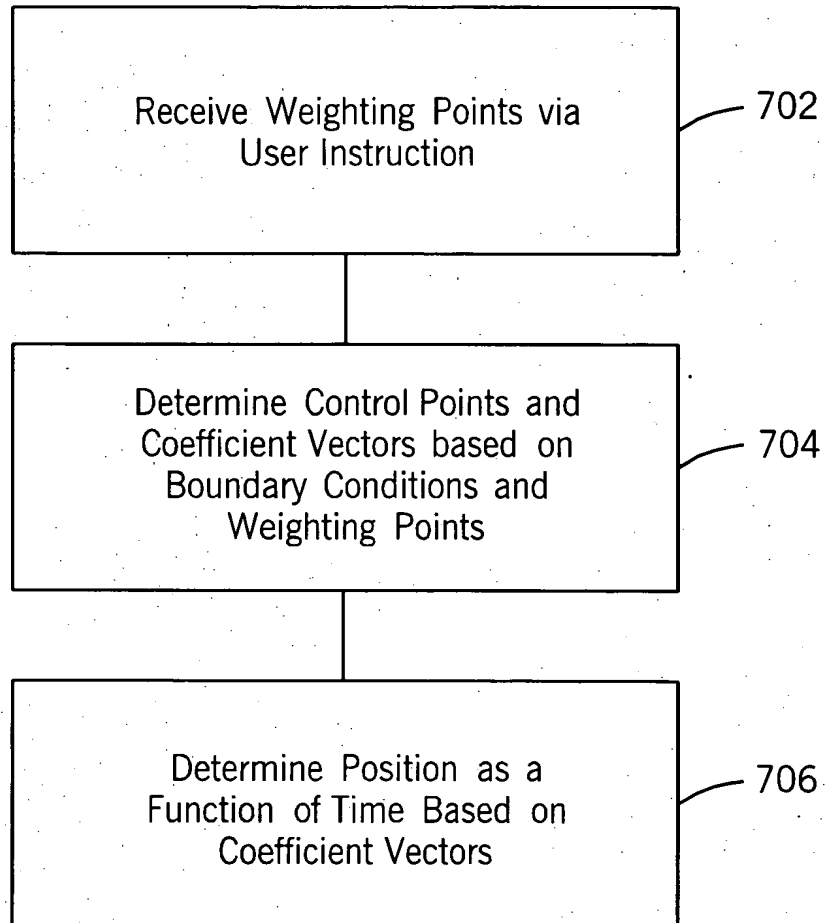 Receive Weighting Points via
User Instruction
702
Determine Control Points and
Coefficient Vectors based on
Boundary Conditions and
Weighting Points
704
Determine Position as a
Function of Time Based on
Coefficient Vectors
706